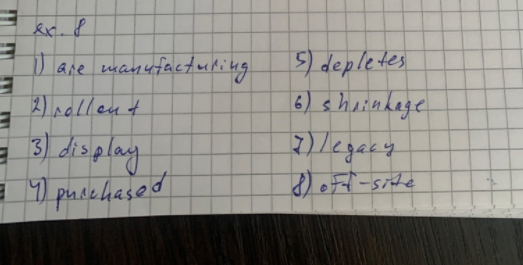 ex. 8
1) are manufacturing
2) rollout
3) display
4) purchased
5) depletes
6) shrinkage
7) legacy
8) off-site